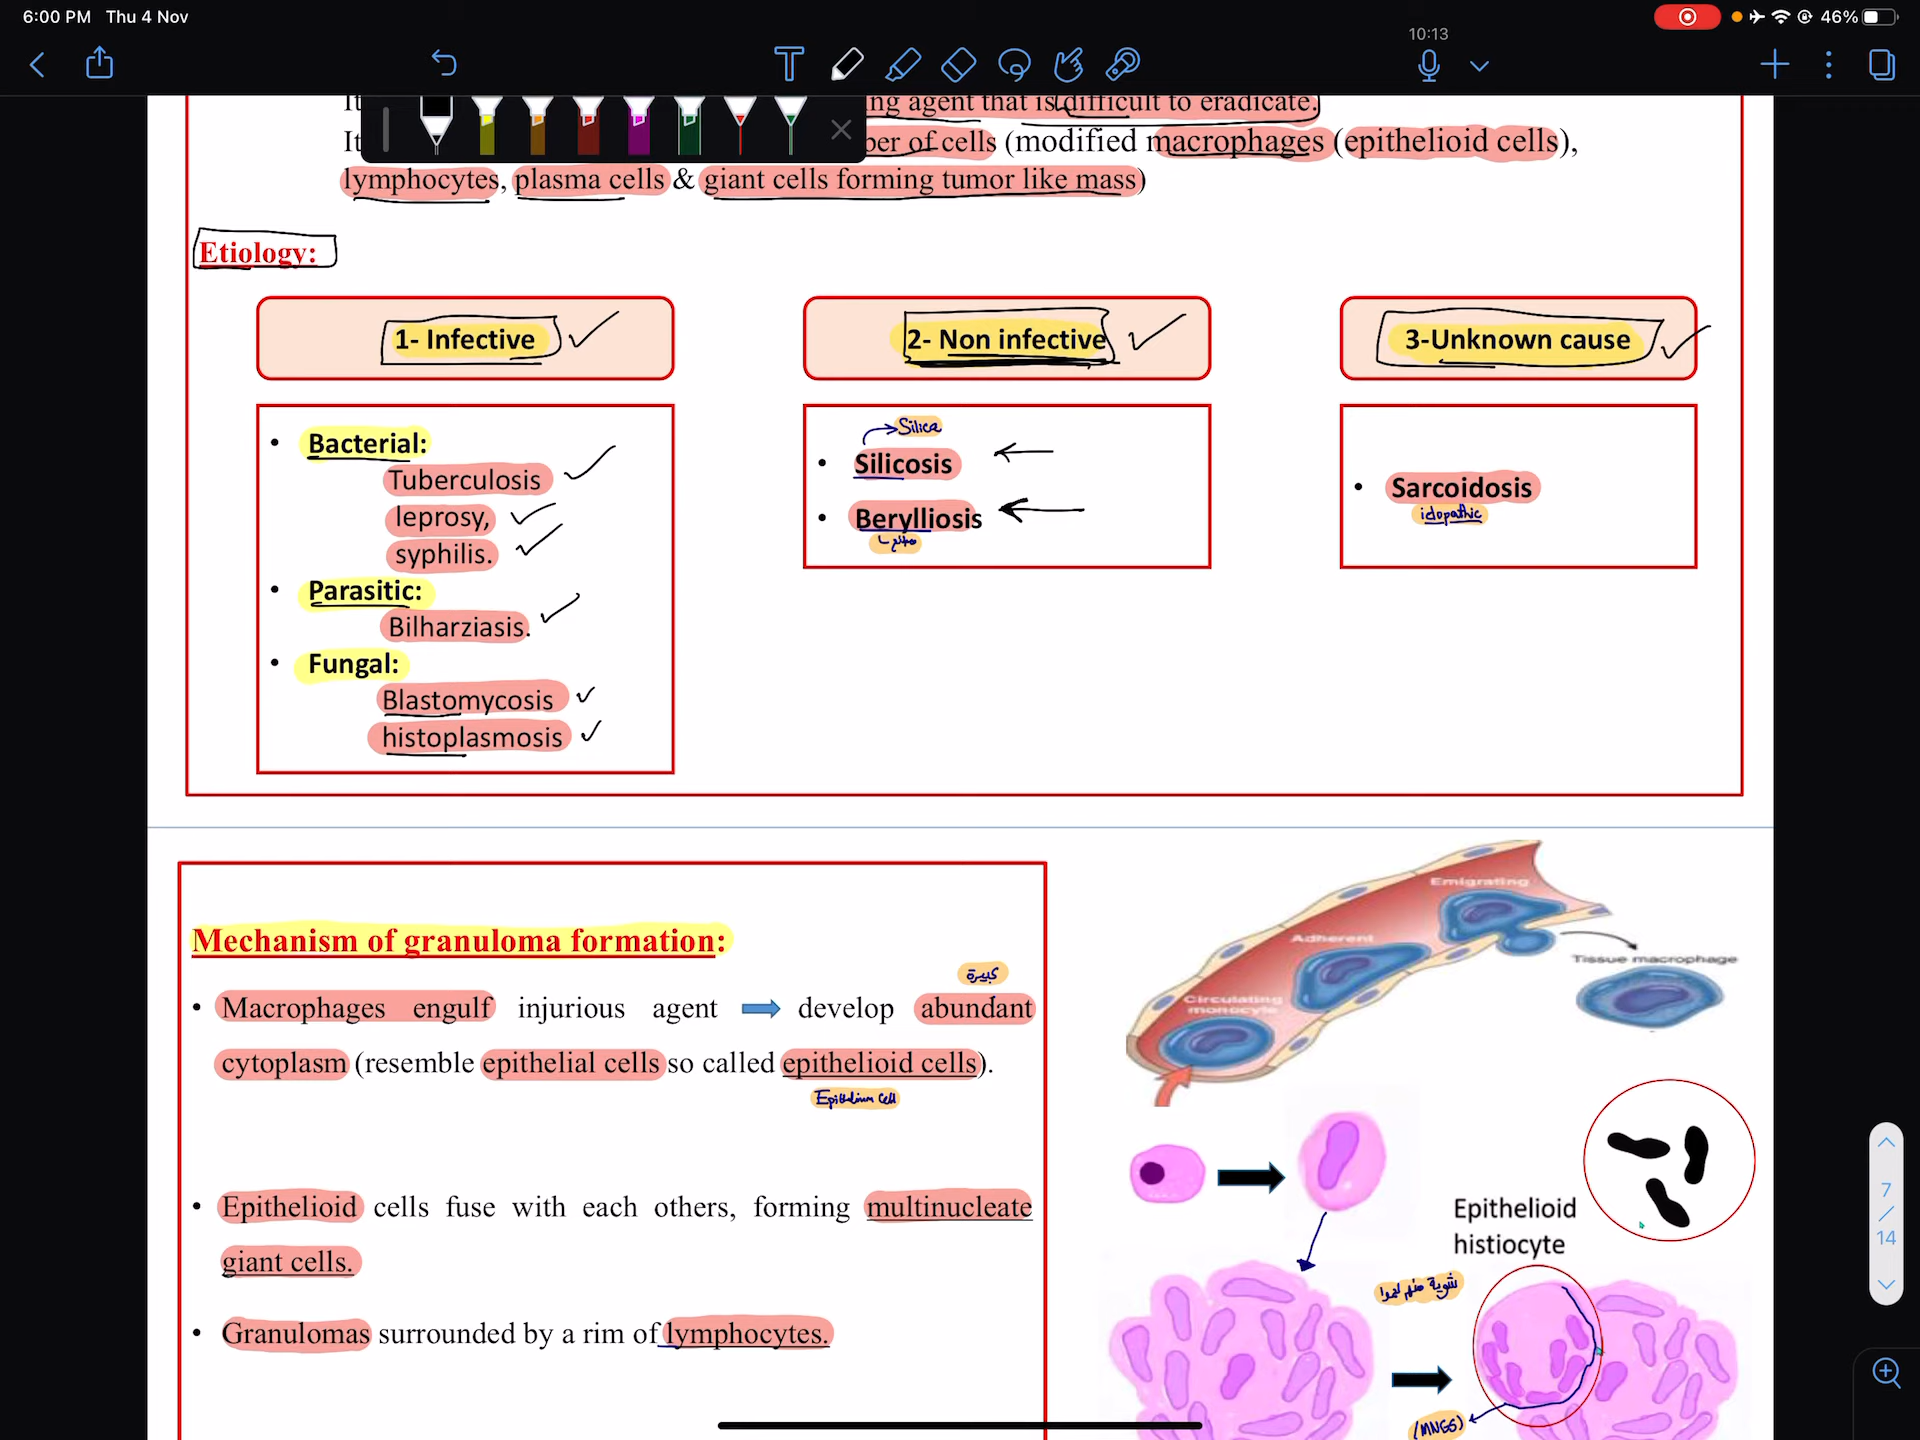 6:00 PM Thu 4 Nov
46%
10:13
It
ng agent that is difficult to eradicate.
It
ber of cells (modified macrophages (epithelioid cells),
lymphocytes, plasma cells & giant cells forming tumor like mass)
Etiology:
1- Infective
2- Non infective
3-Unknown cause
• Bacterial:
Tuberculosis
leprosy,
syphilis.
• Parasitic:
Bilharziasis.
• Fungal:
Blastomycosis
histoplasmosis
Silica
• Silicosis
• Berylliosis
• Sarcoidosis
idopathic
Mechanism of granuloma formation:
كبيرة
• Macrophages engulf injurious agent develop abundant
cytoplasm (resemble epithelial cells so called epithelioid cells).
Epithelium cell
• Epithelioid cells fuse with each others, forming multinucleate
giant cells.
• Granulomas surrounded by a rim of lymphocytes.
Emigrating
Adherent
Tissue macrophage
Circulating
monocyte
Epithelioid
histiocyte
شوية منهم لموا
(MNGS)
7
/
14